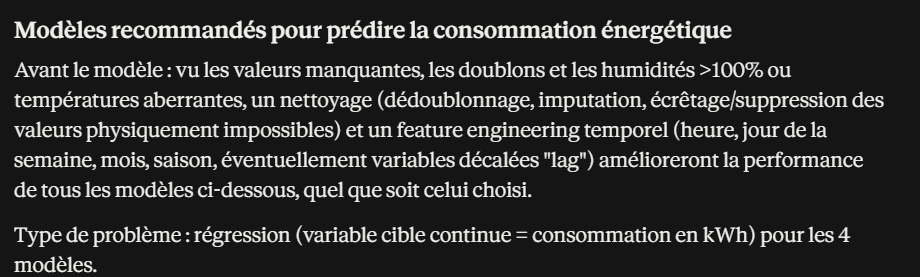 Modèles recommandés pour prédire la consommation énergétique
Avant le modèle : vu les valeurs manquantes, les doublons et les humidités >100% ou
températures aberrantes, un nettoyage (dédoublonnage, imputation, écrêtage/suppression des
valeurs physiquement impossibles) et un feature engineering temporel (heure, jour de la
semaine, mois, saison, éventuellement variables décalées "lag") amélioreront la performance
de tous les modèles ci-dessous, quel que soit celui choisi.
Type de problème : régression (variable cible continue = consommation en kWh) pour les 4
modèles.